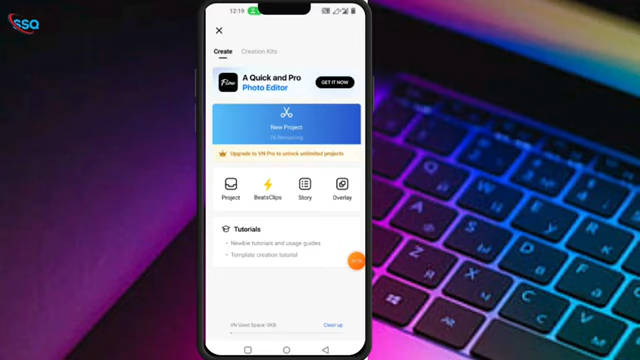 SSQ
12:19
Create Creation Kits
Flow
A Quick and Pro
Photo Editor
GET IT NOW
New Project
Upgrade to VN Pro to unlock unlimited projects
Project BeatsClips Story Overlay
Tutorials
Newbie tutorials and usage guides
Template creation tutorial
VN Used Space: 0KB Clean up
Q
A S
Z X C V